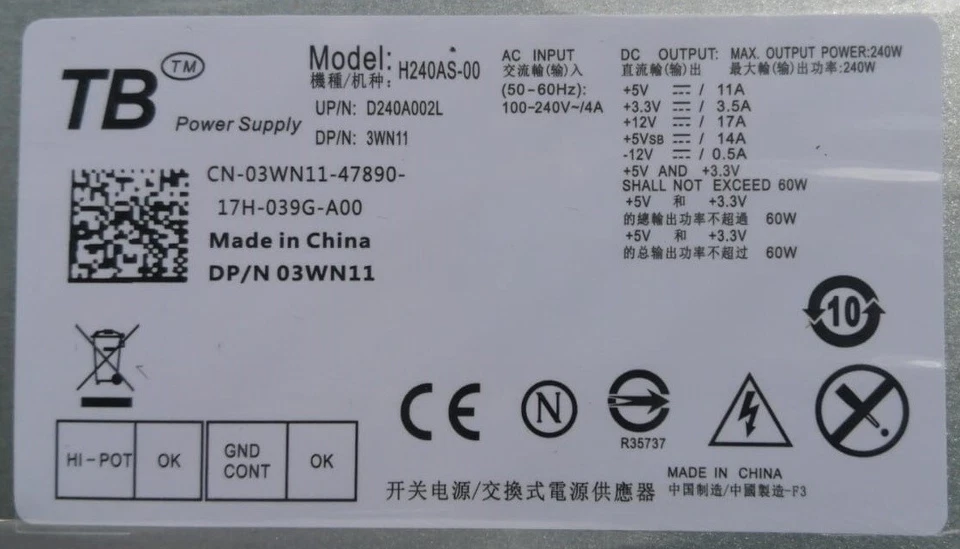 TB TM
Power Supply
Model: H240AS-00
機種/机种:
UP/N: D240A002L
DP/N: 3WN11
CN-03WN11-47890-
17H-039G-A00
Made in China
DP/N 03WN11
AC INPUT
交流輸(输)入
(50-60Hz):
100-240V~/4A
DC OUTPUT: MAX. OUTPUT POWER:240W
直流輸(输)出 最大輸(输)出功率:240W
+5V / 11A
+3.3V / 3.5A
+12V / 17A
+5VSB / 14A
-12V / 0.5A
+5V AND +3.3V
SHALL NOT EXCEED 60W
+5V 和 +3.3V
的總輸出功率不超過 60W
+5V 和 +3.3V
的总输出功率不超过 60W
10
HI-POT OK GND CONT OK
CE N
R35737
开关电源/交換式電源供應器
MADE IN CHINA
中国制造/中國製造-F3